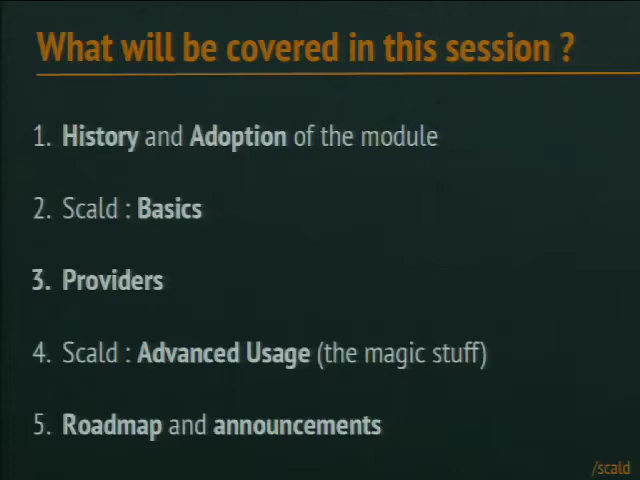 What will be covered in this session ?
1. History and Adoption of the module
2. Scald : Basics
3. Providers
4. Scald : Advanced Usage (the magic stuff)
5. Roadmap and announcements
/scald